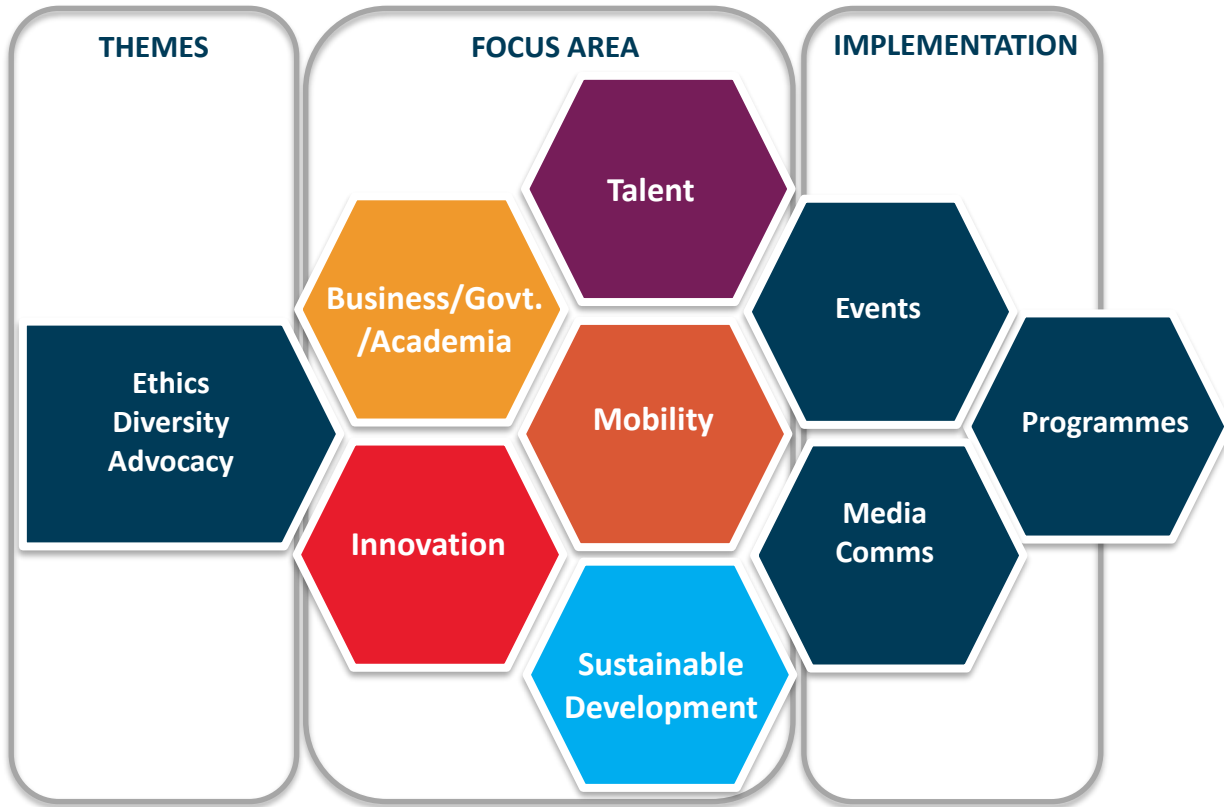 THEMES
FOCUS AREA
IMPLEMENTATION
Talent
Business/Govt.
/Academia
Events
Ethics
Diversity
Advocacy
Mobility
Programmes
Innovation
Media
Comms
Sustainable
Development